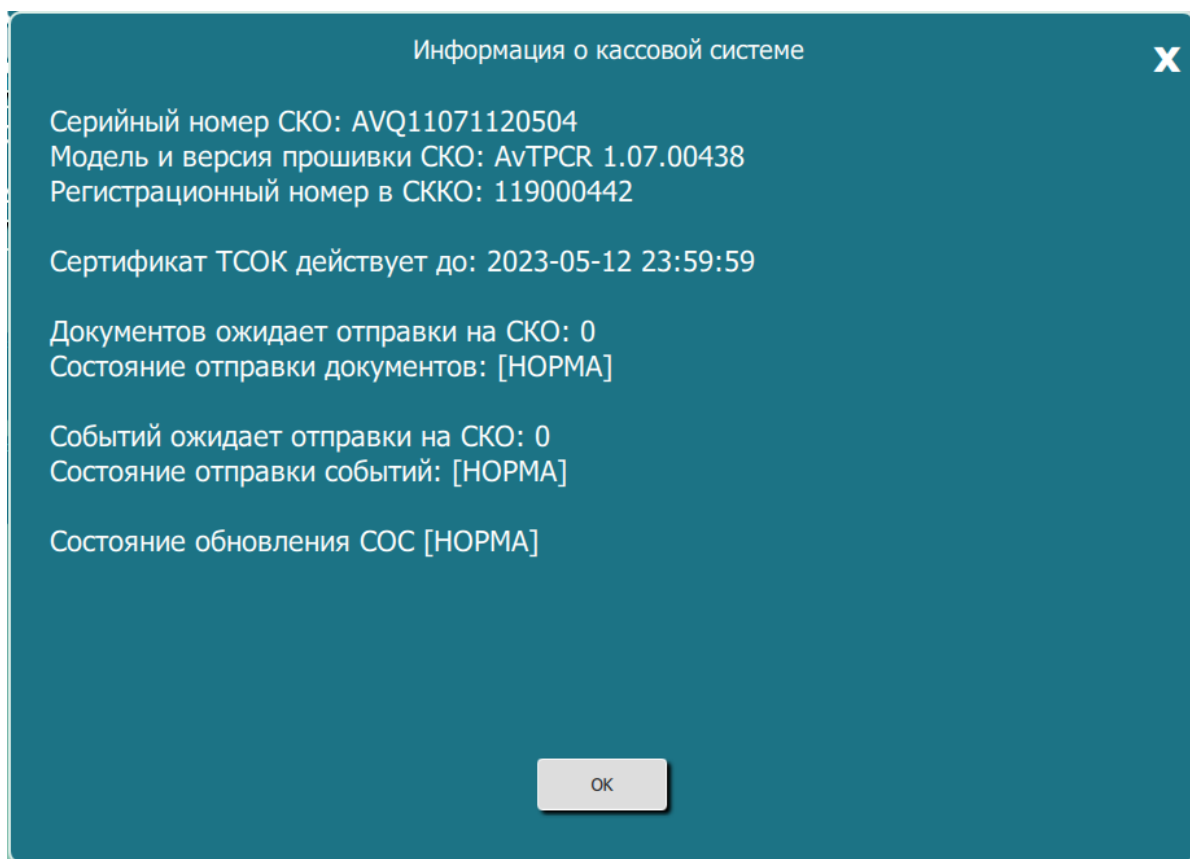 Информация о кассовой системе
X
Серийный номер СКО: AVQ11071120504
Модель и версия прошивки СКО: AvTPCR 1.07.00438
Регистрационный номер в СККО: 119000442
Сертификат ТСОК действует до: 2023-05-12 23:59:59
Документов ожидает отправки на СКО: 0
Состояние отправки документов: [НОРМА]
Событий ожидает отправки на СКО: 0
Состояние отправки событий: [НОРМА]
Состояние обновления СОС [НОРМА]
ОК